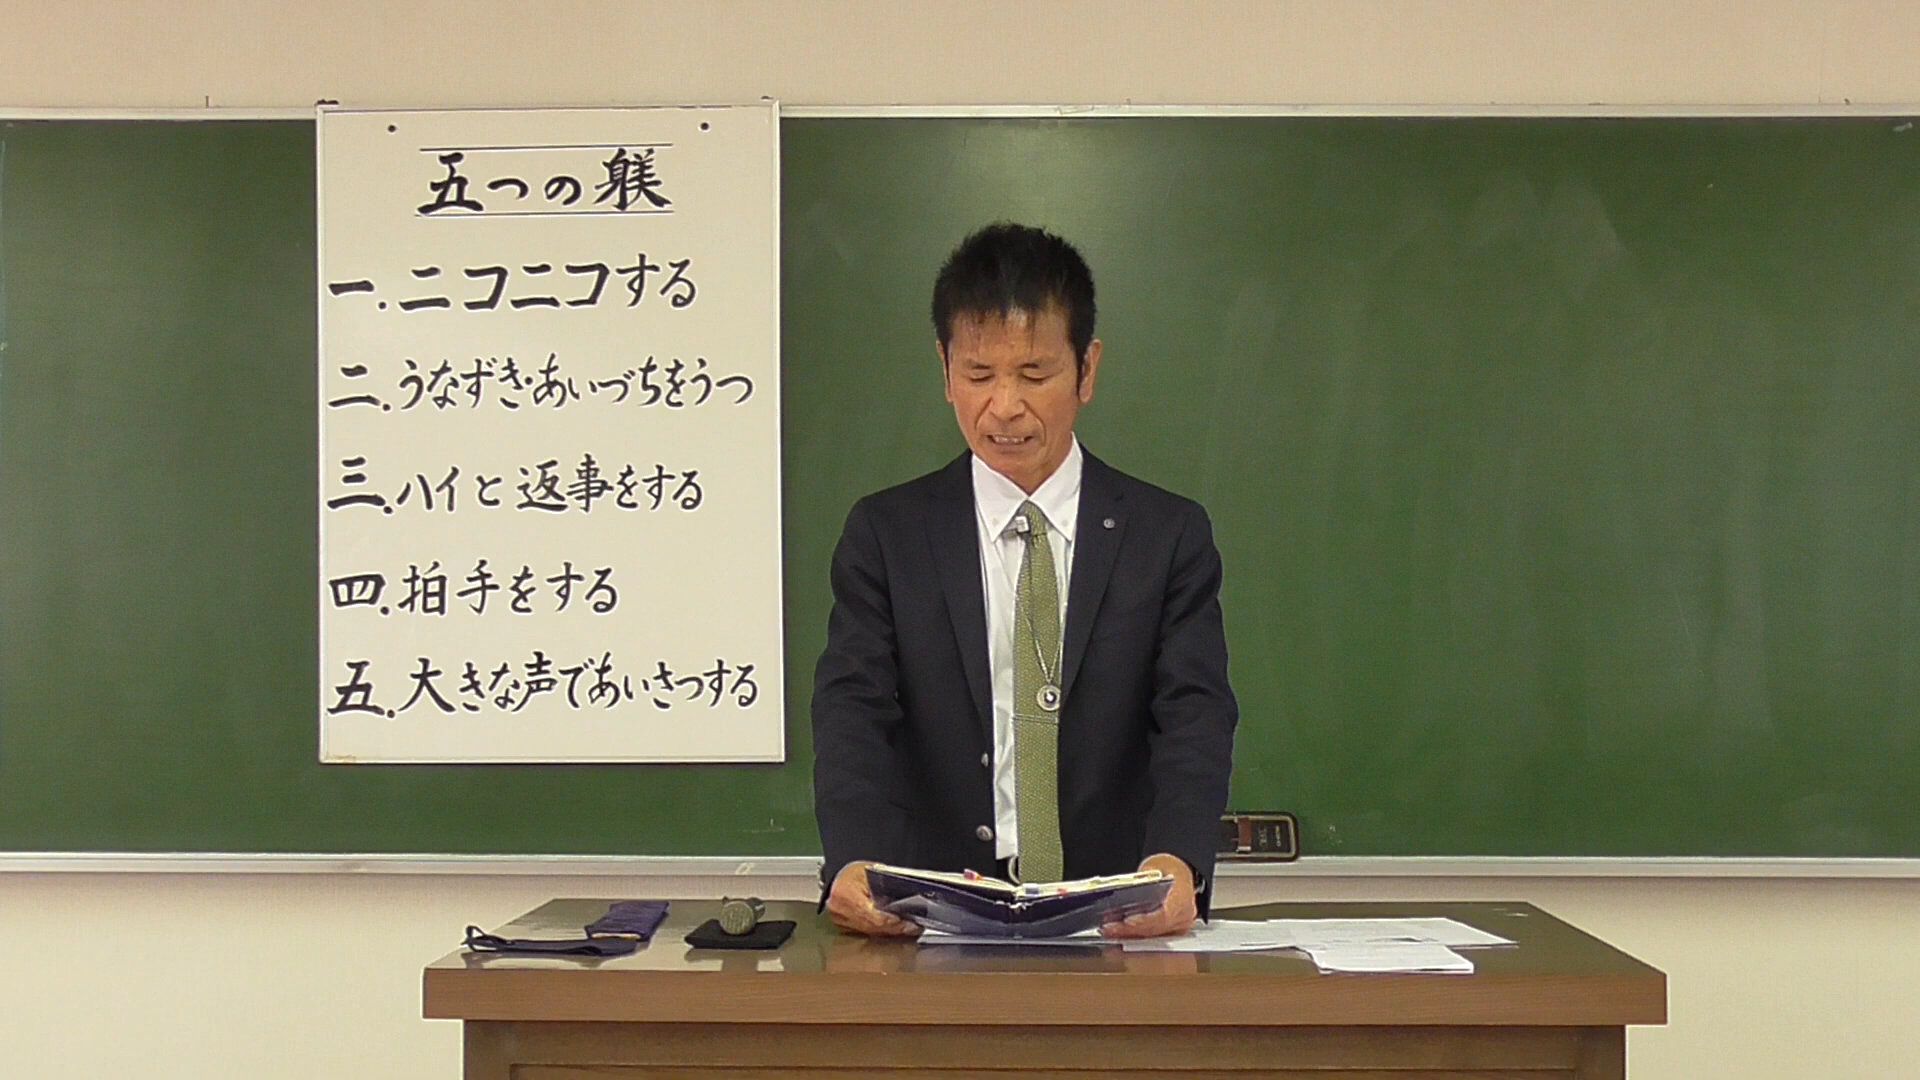 五つの躾
一.ニコニコする
二.うなずき・あいづちをうつ
三.ハイと返事をする
四.拍手をする
五.大きな声であいさつする